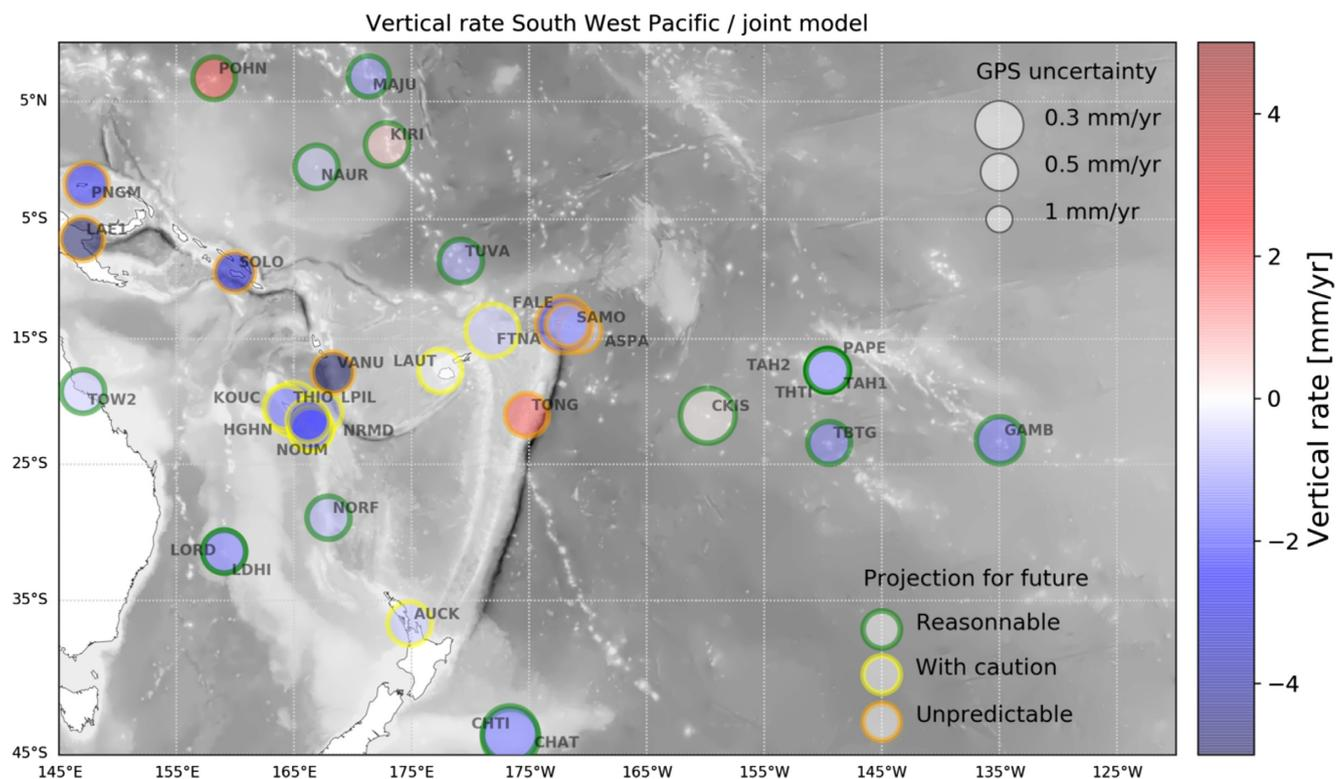 Vertical rate South West Pacific / joint model
POHN
MAJU
GPS uncertainty
0.3 mm/yr
0.5 mm/yr
1 mm/yr
KIRI
NAUR
PNGM
LAE1
SOLO
TUVA
FALE
SAMO
FTNA
ASPA
VANU
LAUT
TOW2
KOUC
THIO
LPIL
HGHN
NRMD
NOUM
TONG
CKIS
TAH2
PAPE
THTI
TAH1
TBTG
GAMB
NORF
LORD
LDHI
AUCK
CHTI
CHAT
Projection for future
Reasonnable
With caution
Unpredictable
5°N
5°S
15°S
25°S
35°S
45°S
145°E 155°E 165°E 175°E 175°W 165°W 155°W 145°W 135°W 125°W
4
2
0
−2
−4
Vertical rate [mm/yr]